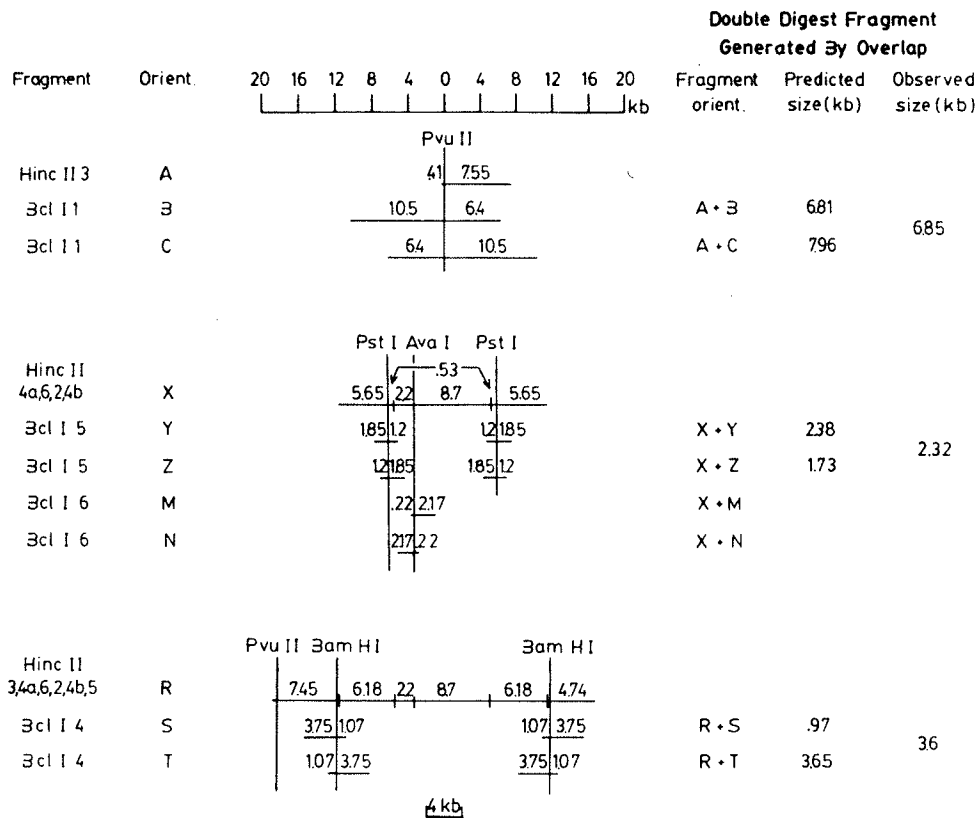 Double Digest Fragment
Generated By Overlap
Fragment Orient. 20 16 12 8 4 0 4 8 12 16 20 kb Fragment orient. Predicted size (kb) Observed size (kb)
Pvu II
Hinc II 3 A .41 7.55
Bcl I 1 B 10.5 6.4 A + B 6.81
6.85
Bcl I 1 C 6.4 10.5 A + C 7.96
Pst I Ava I Pst I
.53
Hinc II
4a,6,2,4b X 5.65 2.2 8.7 5.65
Bcl I 5 Y 1.85 1.2 1.2 1.85 X + Y 2.38
2.32
Bcl I 5 Z 1.2 1.85 1.85 1.2 X + Z 1.73
Bcl I 6 M .22 2.17 X + M
Bcl I 6 N 2.17 .22 X + N
Pvu II Bam H I Bam H I
Hinc II
3,4a,6,2,4b,5 R 7.45 6.18 2.2 8.7 6.18 4.74
Bcl I 4 S 3.75 1.07 1.07 3.75 R + S .97
3.6
Bcl I 4 T 1.07 3.75 3.75 1.07 R + T 3.65
4 kb